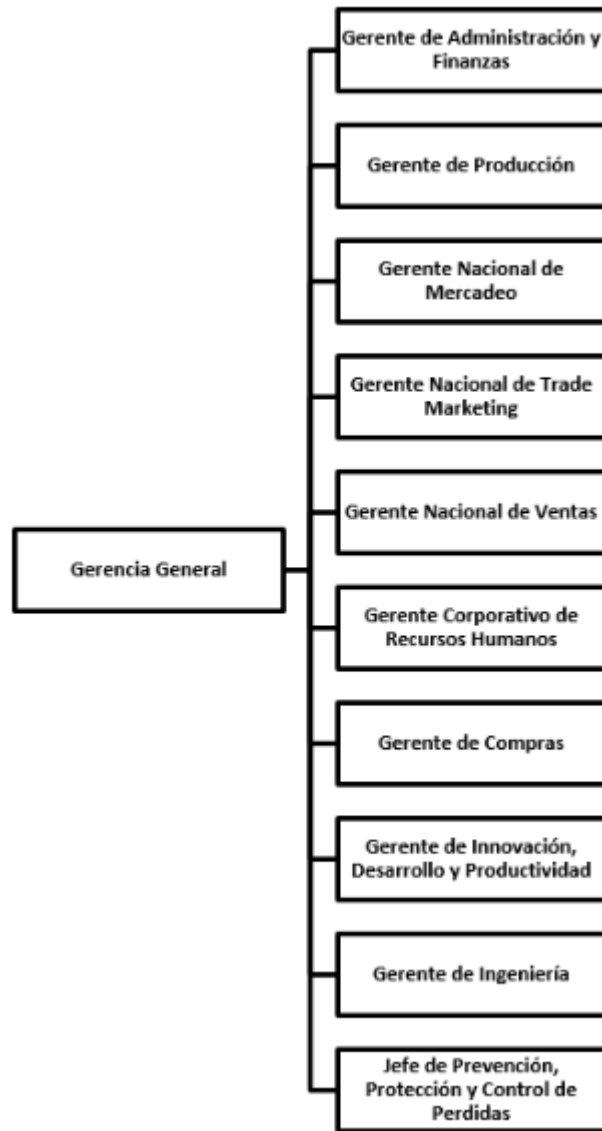 Gerente de Administración y
Finanzas
Gerente de Producción
Gerente Nacional de
Mercadeo
Gerente Nacional de Trade
Marketing
Gerente Nacional de Ventas
Gerencia General
Gerente Corporativo de
Recursos Humanos
Gerente de Compras
Gerente de Innovación,
Desarrollo y Productividad
Gerente de Ingeniería
Jefe de Prevención,
Protección y Control de
Perdidas